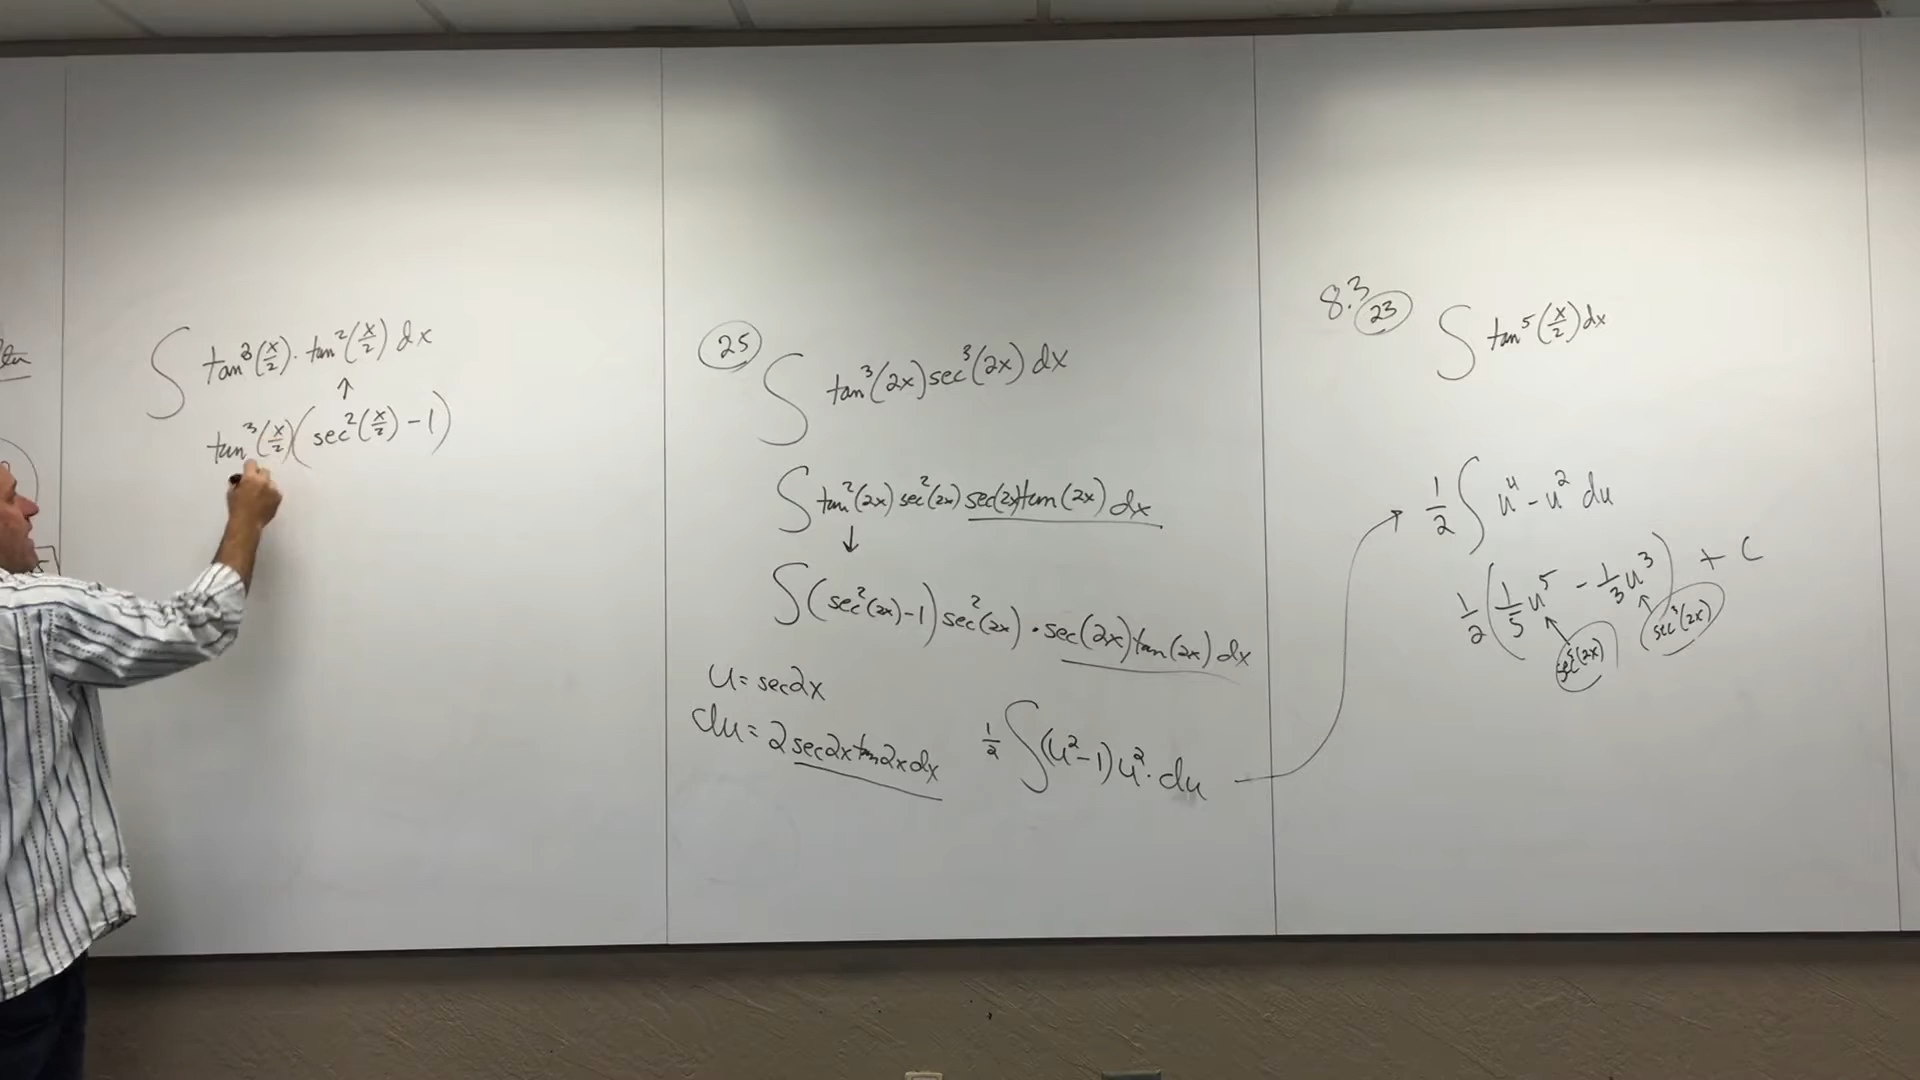 ∫ tan³(x/2) · tan²(x/2) dx
↑
tan³(x/2)(sec²(x/2) − 1)
25
∫ tan³(2x) sec³(2x) dx
∫ tan²(2x) sec²(2x) sec(2x) tan(2x) dx
↓
∫ (sec²(2x) − 1) sec²(2x) · sec(2x) tan(2x) dx
u = sec2x
du = 2 sec2x tan2x dx
½ ∫ (u² − 1) u² · du
8.3
23
∫ tan⁵(x/2) dx
½ ∫ u⁴ − u² du
½ (⅕ u⁵ − ⅓ u³) + C
sec⁵(2x) sec³(2x)